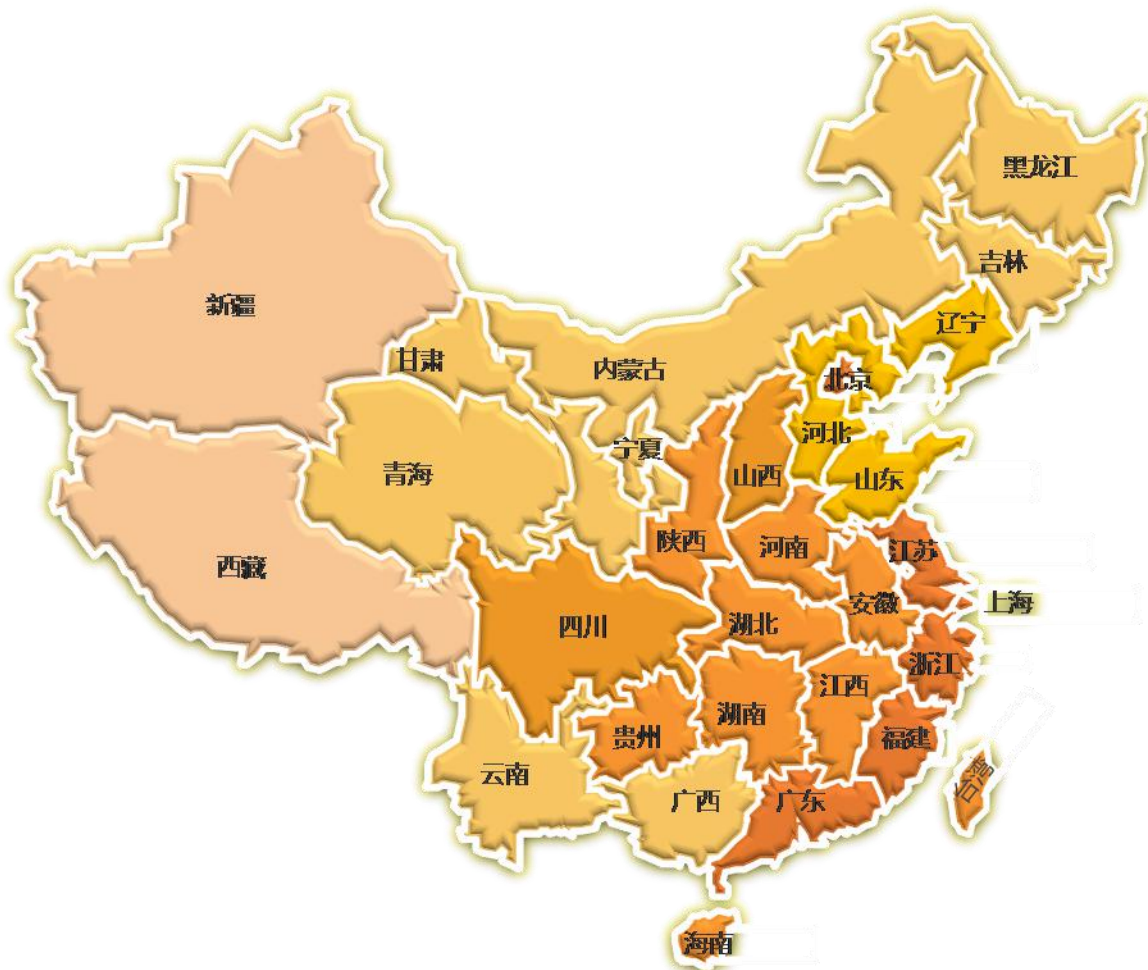 黑龙江
吉林
新疆
辽宁
甘肃
内蒙古
北京
河北
宁夏
青海
山西
山东
陕西
河南
江苏
西藏
安徽
上海
四川
湖北
浙江
江西
湖南
贵州
福建
云南
台湾
广西
广东
海南